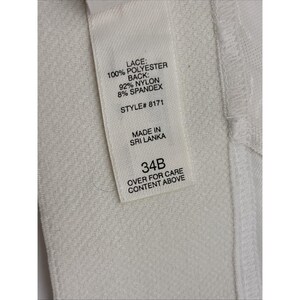 LACE:
100% POLYESTER
BACK:
92% NYLON
8% SPANDEX
STYLE# 8171
MADE IN
SRI LANKA
34B
OVER FOR CARE
CONTENT ABOVE